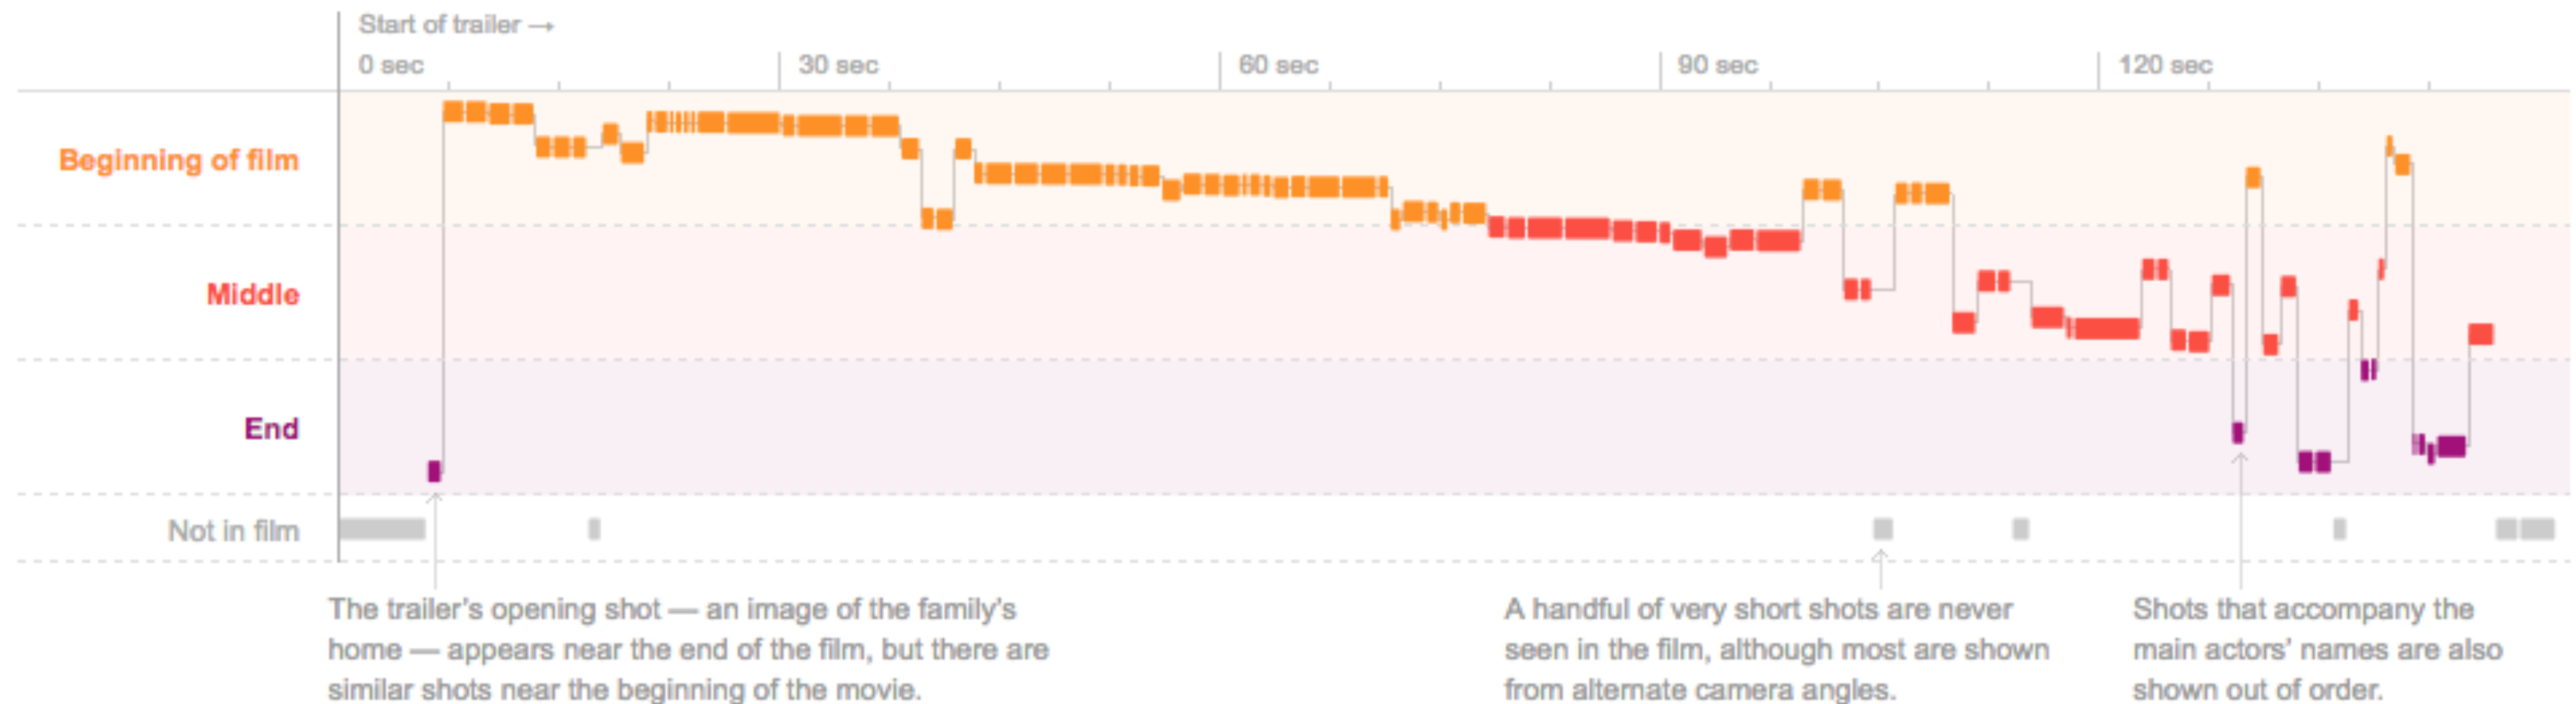 Start of trailer →
0 sec
30 sec
60 sec
90 sec
120 sec
Beginning of film
Middle
End
Not in film
The trailer's opening shot — an image of the family's
home — appears near the end of the film, but there are
similar shots near the beginning of the movie.
A handful of very short shots are never
seen in the film, although most are shown
from alternate camera angles.
Shots that accompany the
main actors' names are also
shown out of order.